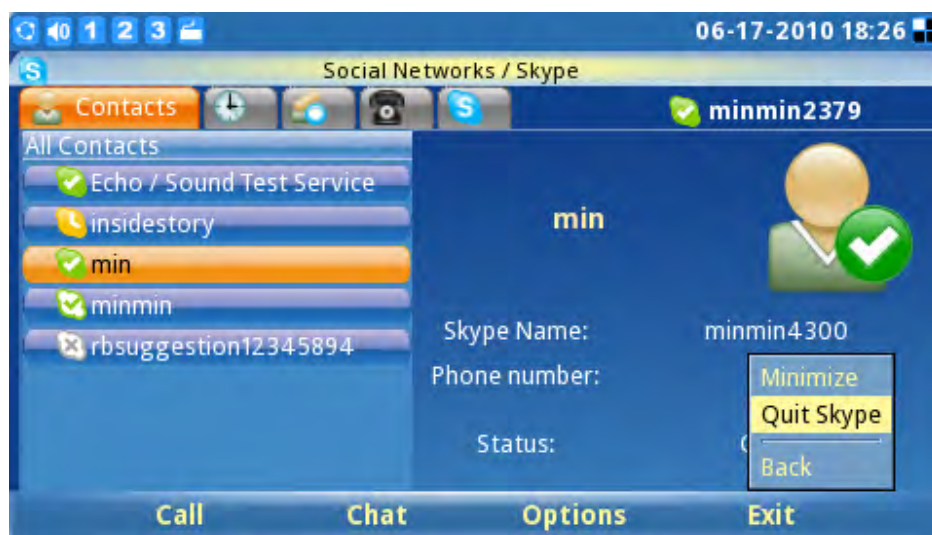 1 2 3 06-17-2010 18:26
Social Networks / Skype
Contacts S minmin2379
All Contacts
Echo / Sound Test Service
insidestory
min
minmin
rbsuggestion12345894
min
Skype Name: minmin4300
Phone number:
Status:
Minimize
Quit Skype
Back
Call Chat Options Exit